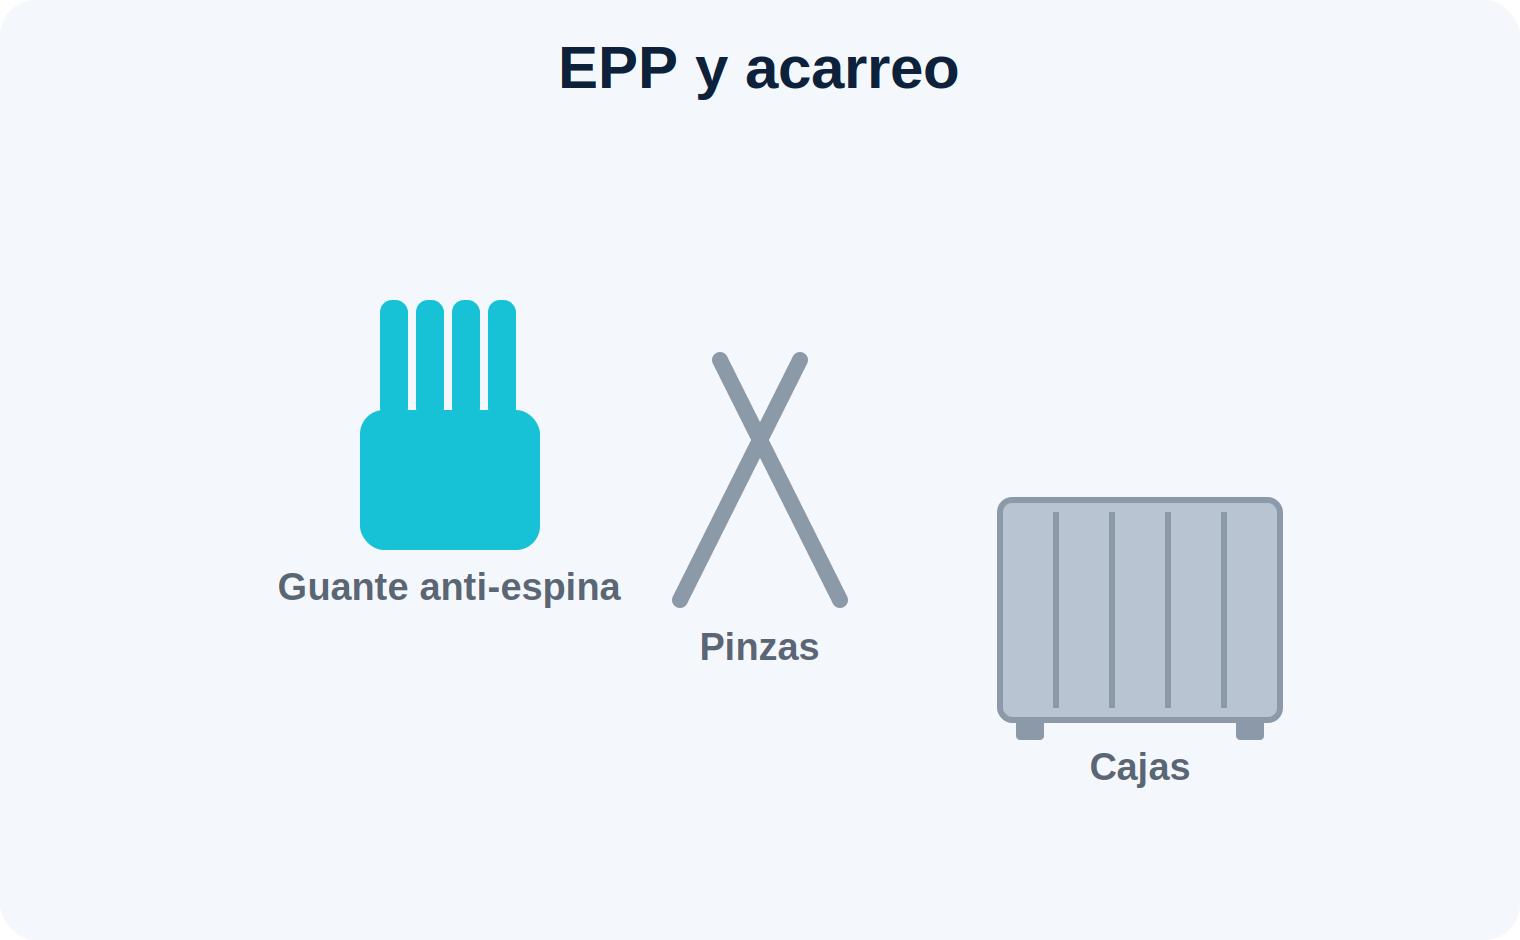 EPP y acarreo
Guante anti-espina
Pinzas
Cajas